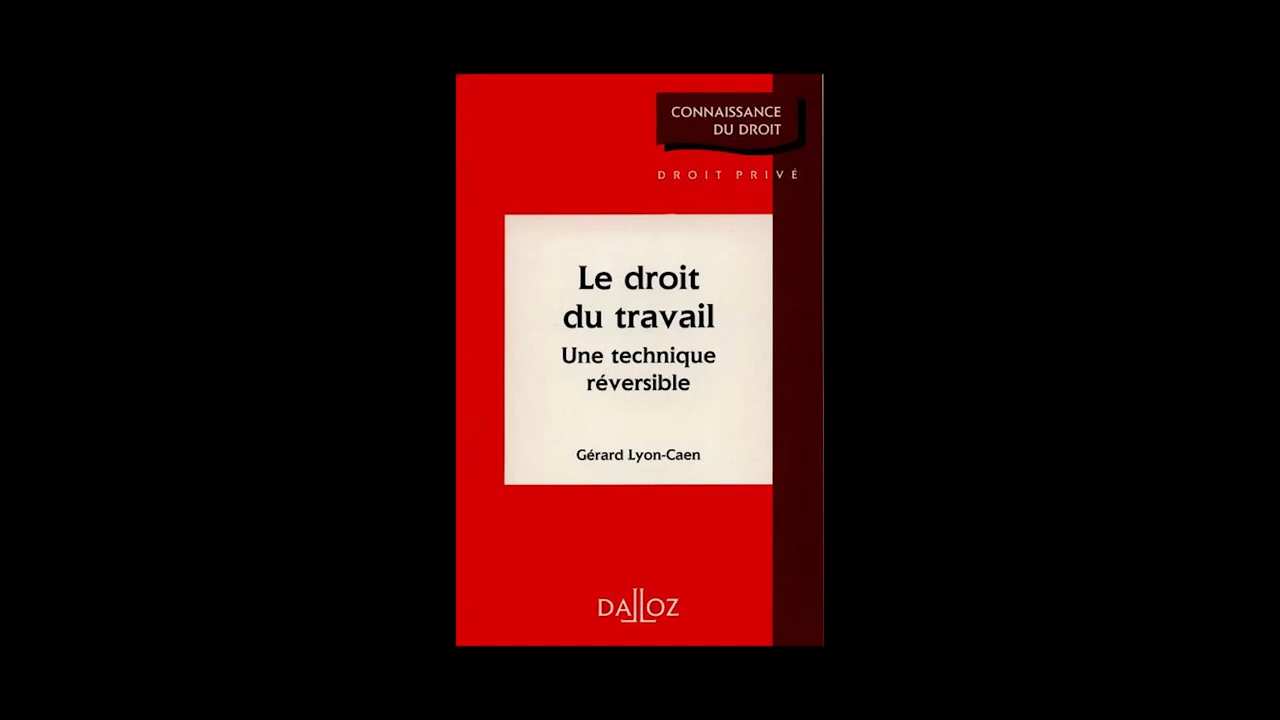 CONNAISSANCE
DU DROIT
DROIT PRIVÉ
Le droit
du travail
Une technique
réversible
Gérard Lyon-Caen
DALLOZ